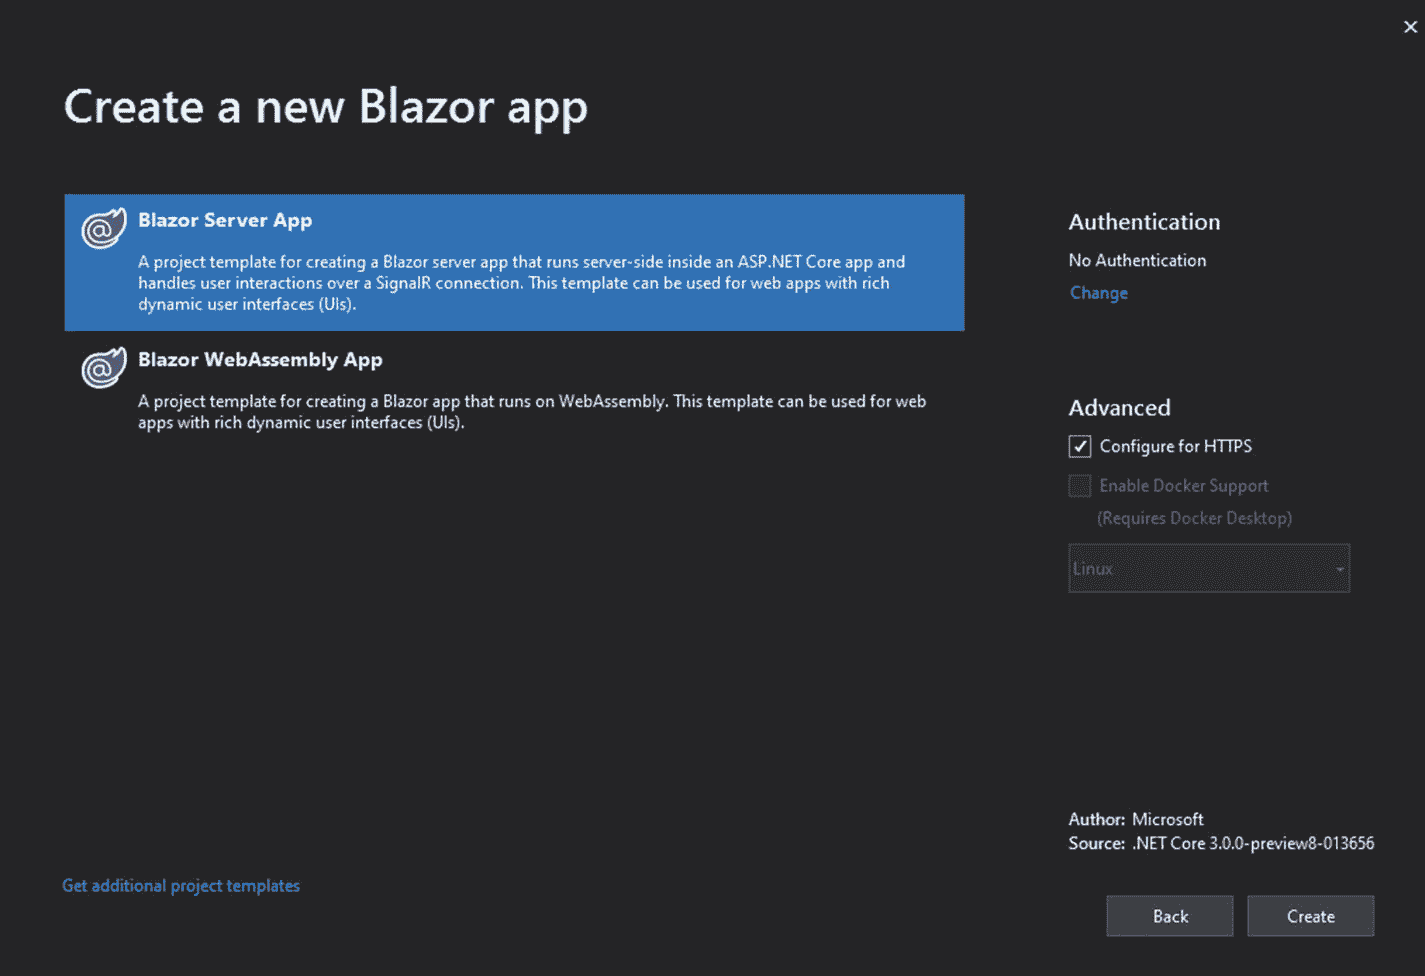 Create a new Blazor app
Blazor Server App
A project template for creating a Blazor server app that runs server-side inside an ASP.NET Core app and
handles user interactions over a SignalR connection. This template can be used for web apps with rich
dynamic user interfaces (UIs).
Blazor WebAssembly App
A project template for creating a Blazor app that runs on WebAssembly. This template can be used for web
apps with rich dynamic user interfaces (UIs).
Get additional project templates
Authentication
No Authentication
Change
Advanced
Configure for HTTPS
Enable Docker Support
(Requires Docker Desktop)
Linux
Author: Microsoft
Source: .NET Core 3.0.0-preview8-013656
Back
Create